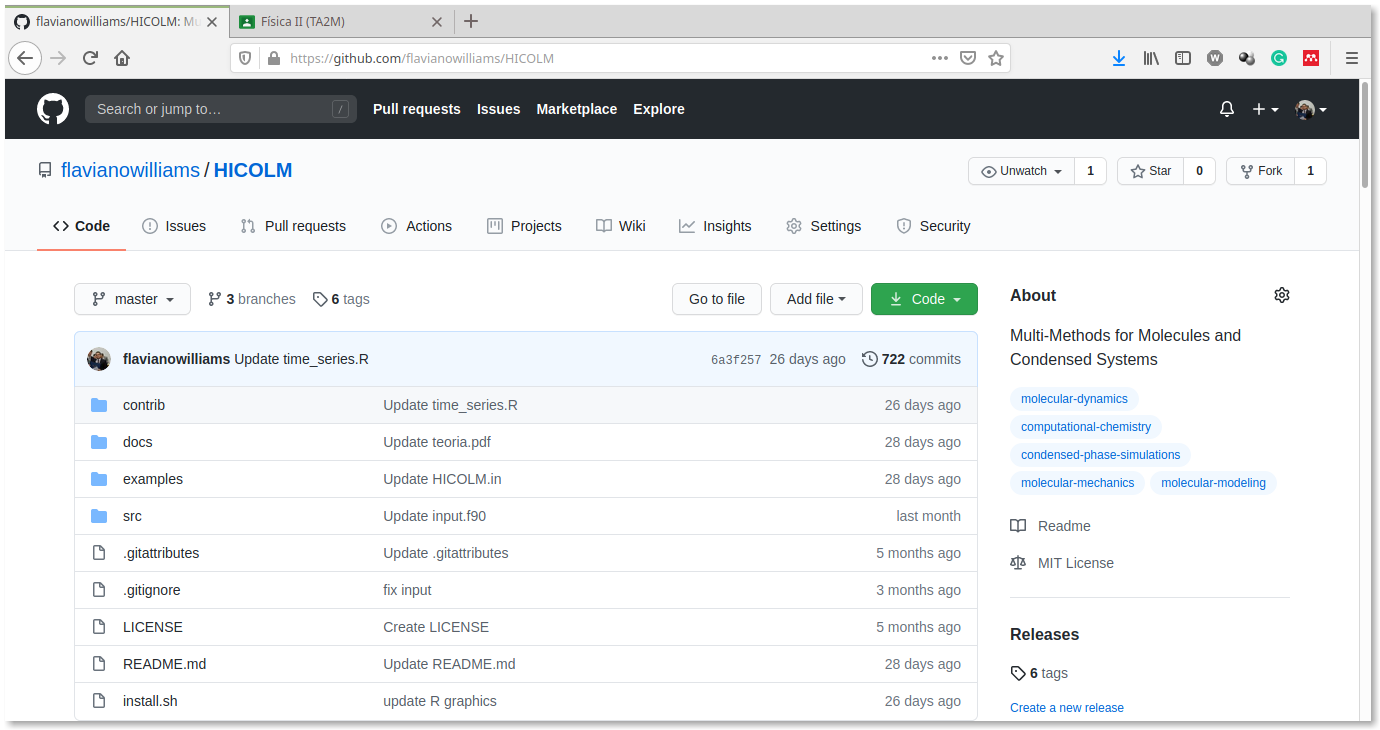 flavianowilliams/HICOLM: Mu
Física II (TA2M)
https://github.com/flavianowilliams/HICOLM
Search or jump to… / Pull requests Issues Marketplace Explore
flavianowilliams / HICOLM Unwatch 1 Star 0 Fork 1
Code Issues Pull requests Actions Projects Wiki Insights Settings Security
master 3 branches 6 tags Go to file Add file Code
flavianowilliams Update time_series.R 6a3f257 26 days ago 722 commits
contrib Update time_series.R 26 days ago
docs Update teoria.pdf 28 days ago
examples Update HICOLM.in 28 days ago
src Update input.f90 last month
.gitattributes Update .gitattributes 5 months ago
.gitignore fix input 3 months ago
LICENSE Create LICENSE 5 months ago
README.md Update README.md 28 days ago
install.sh update R graphics 26 days ago
About
Multi-Methods for Molecules and
Condensed Systems
molecular-dynamics
computational-chemistry
condensed-phase-simulations
molecular-mechanics molecular-modeling
Readme
MIT License
Releases
6 tags
Create a new release